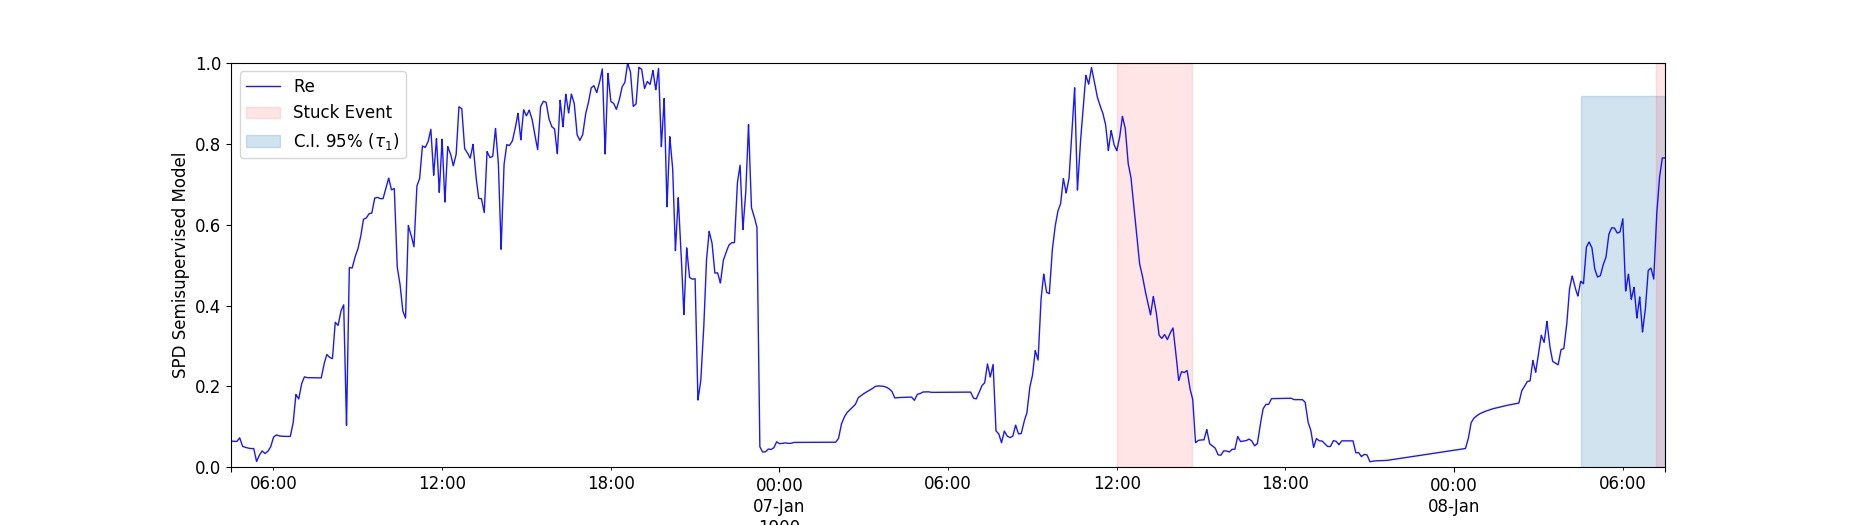 1.0
0.8
0.6
0.4
0.2
0.0
SPD Semisupervised Model
Re
Stuck Event
C.I. 95% (τ₁)
06:00 12:00 18:00 00:00 06:00 12:00 18:00 00:00 06:00
07-Jan 08-Jan
1900